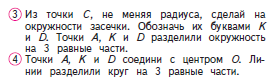 3 Из точки С, не меняя радиуса, сделай на
окружности засечки. Обозначь их буквами К
и D. Точки А, К и D разделили окружность
на 3 равные части.
4 Точки А, К и D соедини с центром О. Ли-
нии разделили круг на 3 равные части.